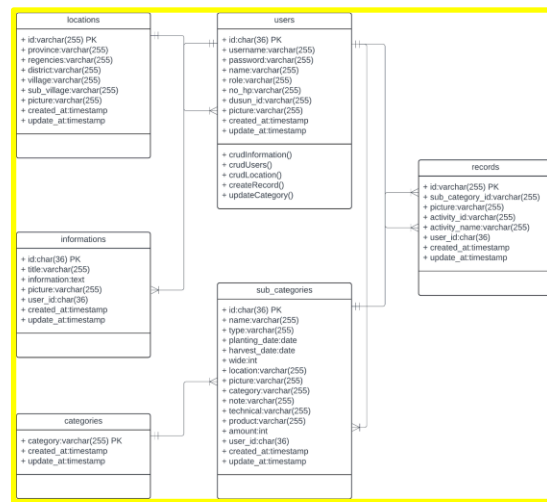 locations
+ id:varchar(255) PK
+ province:varchar(255)
+ regencies:varchar(255)
+ district:varchar(255)
+ village:varchar(255)
+ sub_village:varchar(255)
+ picture:varchar(255)
+ created_at:timestamp
+ update_at:timestamp
users
+ id:char(36) PK
+ username:varchar(255)
+ password:varchar(255)
+ name:varchar(255)
+ role:varchar(255)
+ no_hp:varchar(255)
+ dusun_id:varchar(255)
+ picture:varchar(255)
+ created_at:timestamp
+ update_at:timestamp
+ crudInformation()
+ crudUsers()
+ crudLocation()
+ createRecord()
+ updateCategory()
records
+ id:varchar(255) PK
+ sub_category_id:varchar(255)
+ picture:varchar(255)
+ activity_id:varchar(255)
+ activity_name:varchar(255)
+ user_id:char(36)
+ created_at:timestamp
+ update_at:timestamp
informations
+ id:char(36) PK
+ title:varchar(255)
+ information:text
+ picture:varchar(255)
+ user_id:char(36)
+ created_at:timestamp
+ update_at:timestamp
sub_categories
+ id:char(36) PK
+ name:varchar(255)
+ type:varchar(255)
+ planting_date:date
+ harvest_date:date
+ wide:int
+ location:varchar(255)
+ picture:varchar(255)
+ category:varchar(255)
+ note:varchar(255)
+ technical:varchar(255)
+ product:varchar(255)
+ amount:int
+ user_id:char(36)
+ created_at:timestamp
+ update_at:timestamp
categories
+ category:varchar(255) PK
+ created_at:timestamp
+ update_at:timestamp